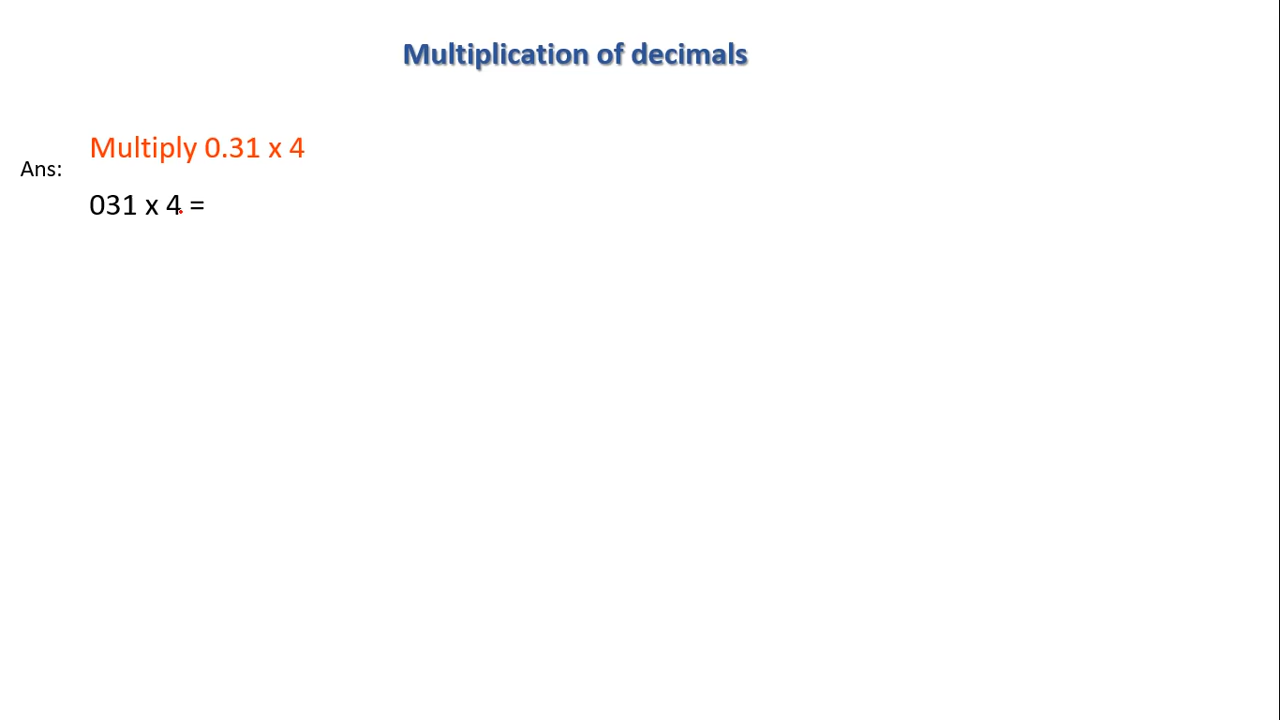 Multiplication of decimals
Multiply 0.31 x 4
Ans:
031 x 4 =